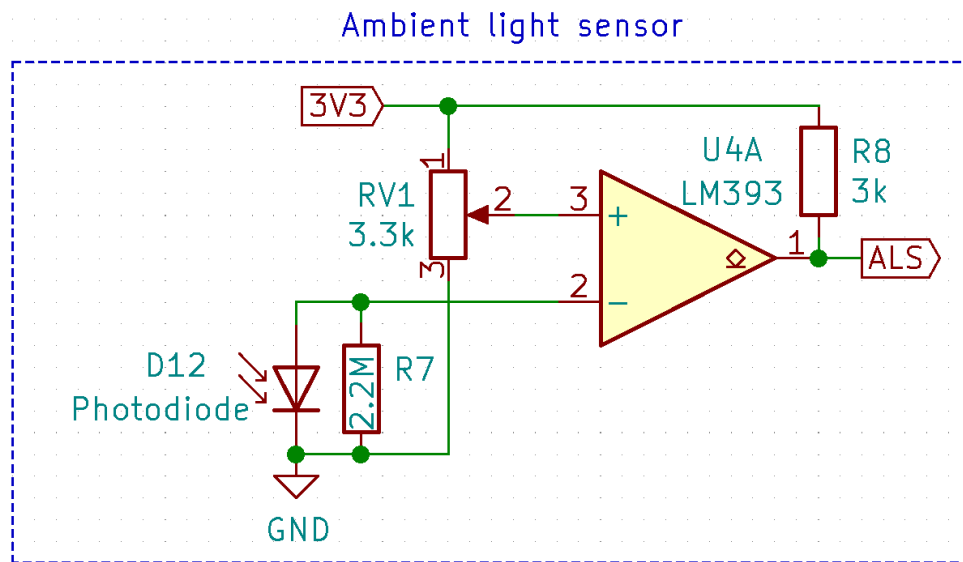 Ambient light sensor
3V3
1
U4A
LM393
R8
3k
RV1
3.3k
2
3
+
3
1
ALS
2
−
D12
Photodiode
2.2M
R7
GND